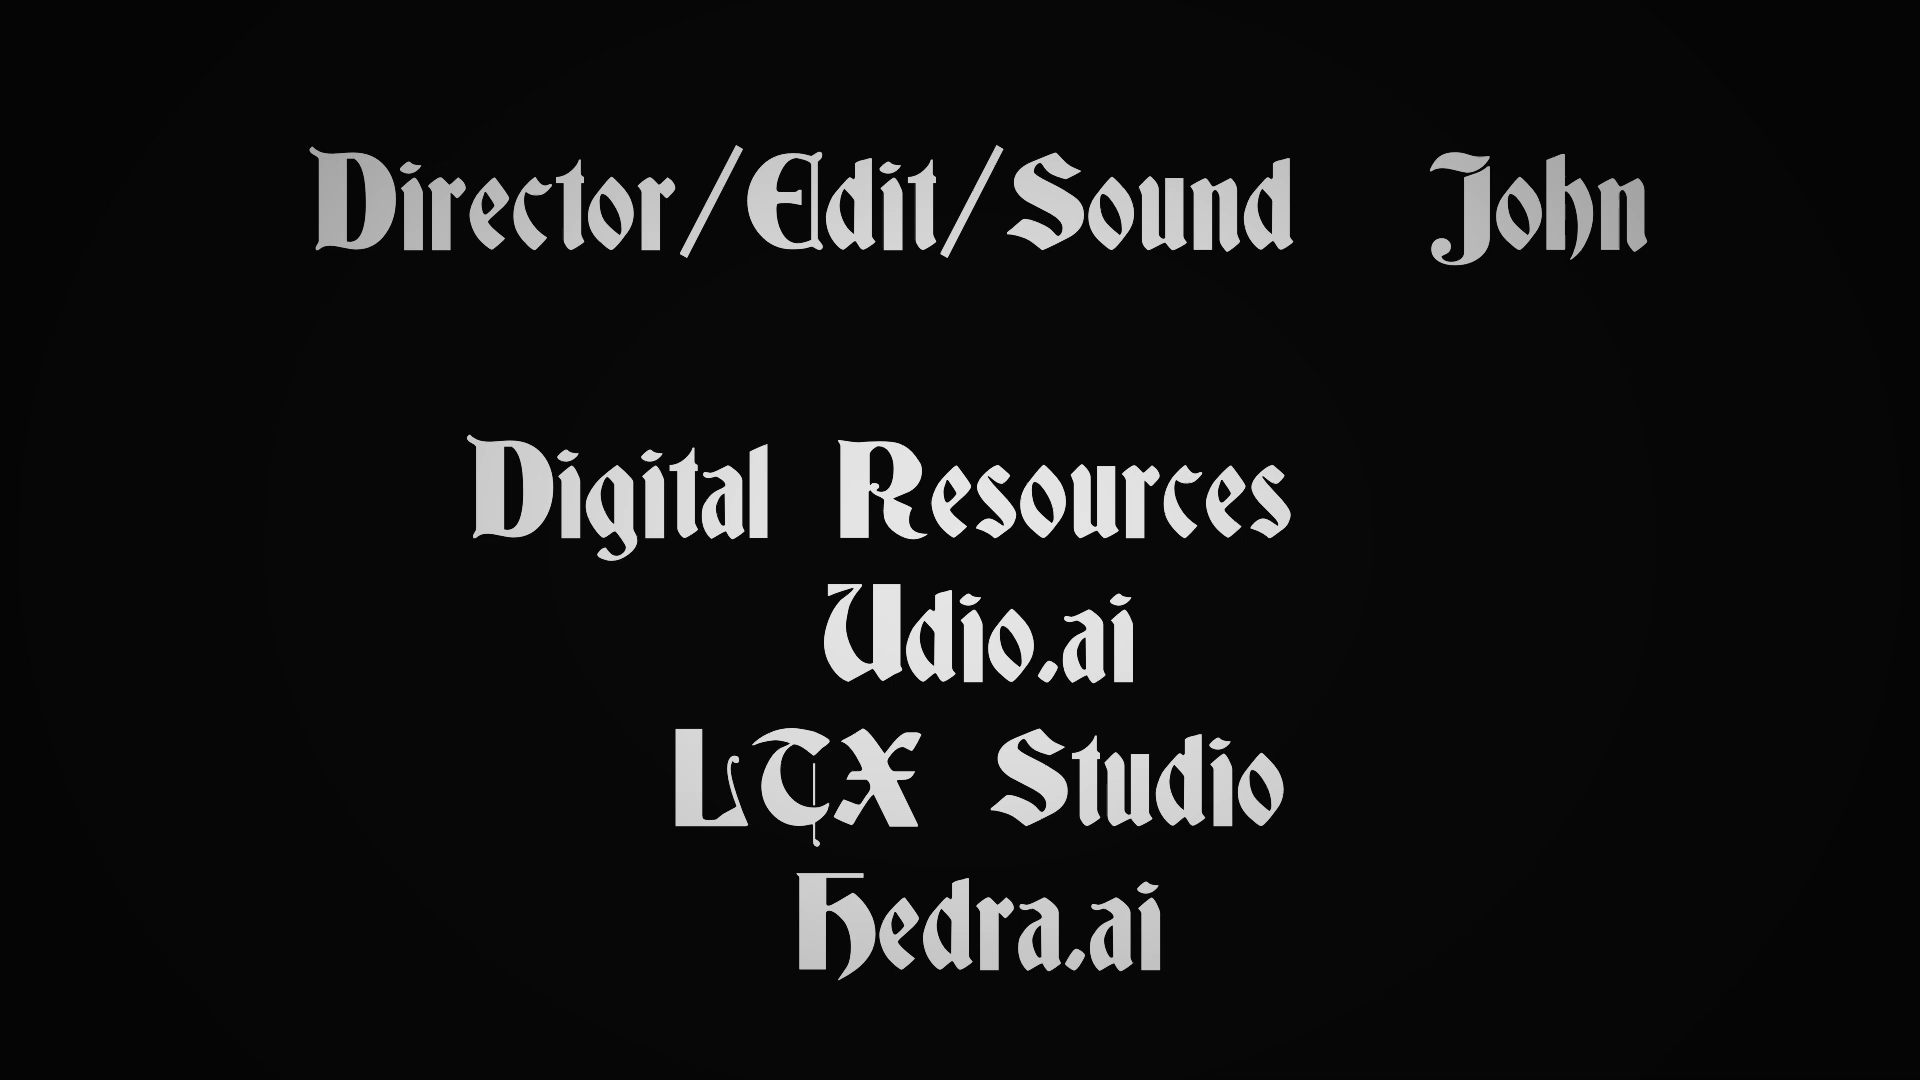 Director/Edit/Sound John
Digital Resources
Udio.ai
LTX Studio
Hedra.ai